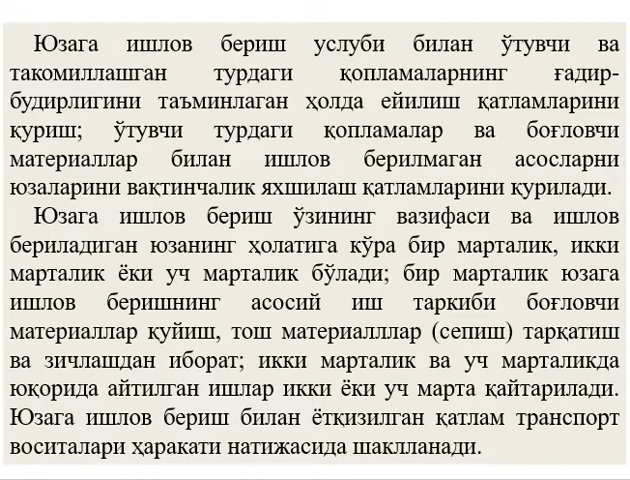 Юзага ишлов бериш услуби билан ўтувчи ва
такомиллашган турдаги қопламаларнинг ғадир-
будирлигини таъминлаган ҳолда ейилиш қатламларини
қуриш; ўтувчи турдаги қопламалар ва боғловчи
материаллар билан ишлов берилмаган асосларни
юзаларини вақтинчалик яхшилаш қатламларини қурилади.
Юзага ишлов бериш ўзининг вазифаси ва ишлов
бериладиган юзанинг ҳолатига кўра бир марталик, икки
марталик ёки уч марталик бўлади; бир марталик юзага
ишлов беришнинг асосий иш таркиби боғловчи
материаллар қуйиш, тош материалллар (сепиш) тарқатиш
ва зичлашдан иборат; икки марталик ва уч марталикда
юқорида айтилган ишлар икки ёки уч марта қайтарилади.
Юзага ишлов бериш билан ётқизилган қатлам транспорт
воситалари ҳаракати натижасида шаклланади.